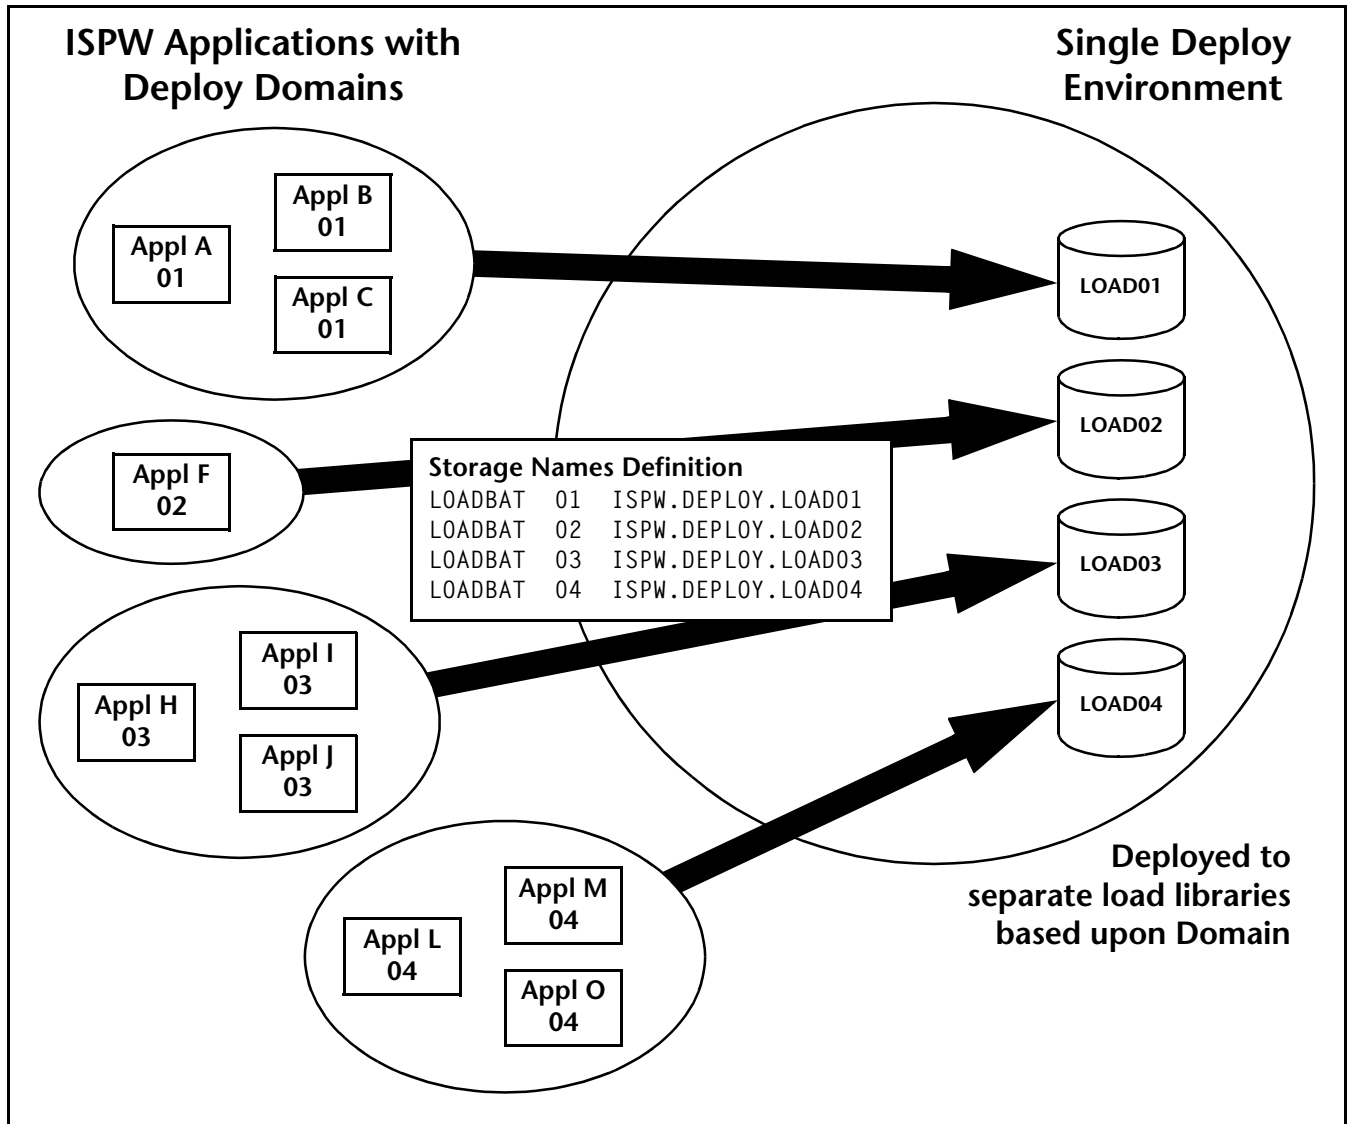 ISPW Applications with
Deploy Domains
Single Deploy
Environment
Appl A
01
Appl B
01
Appl C
01
LOAD01
Appl F
02
LOAD02
Storage Names Definition
LOADBAT 01 ISPW.DEPLOY.LOAD01
LOADBAT 02 ISPW.DEPLOY.LOAD02
LOADBAT 03 ISPW.DEPLOY.LOAD03
LOADBAT 04 ISPW.DEPLOY.LOAD04
LOAD03
Appl H
03
Appl I
03
Appl J
03
LOAD04
Appl L
04
Appl M
04
Appl O
04
Deployed to
separate load libraries
based upon Domain